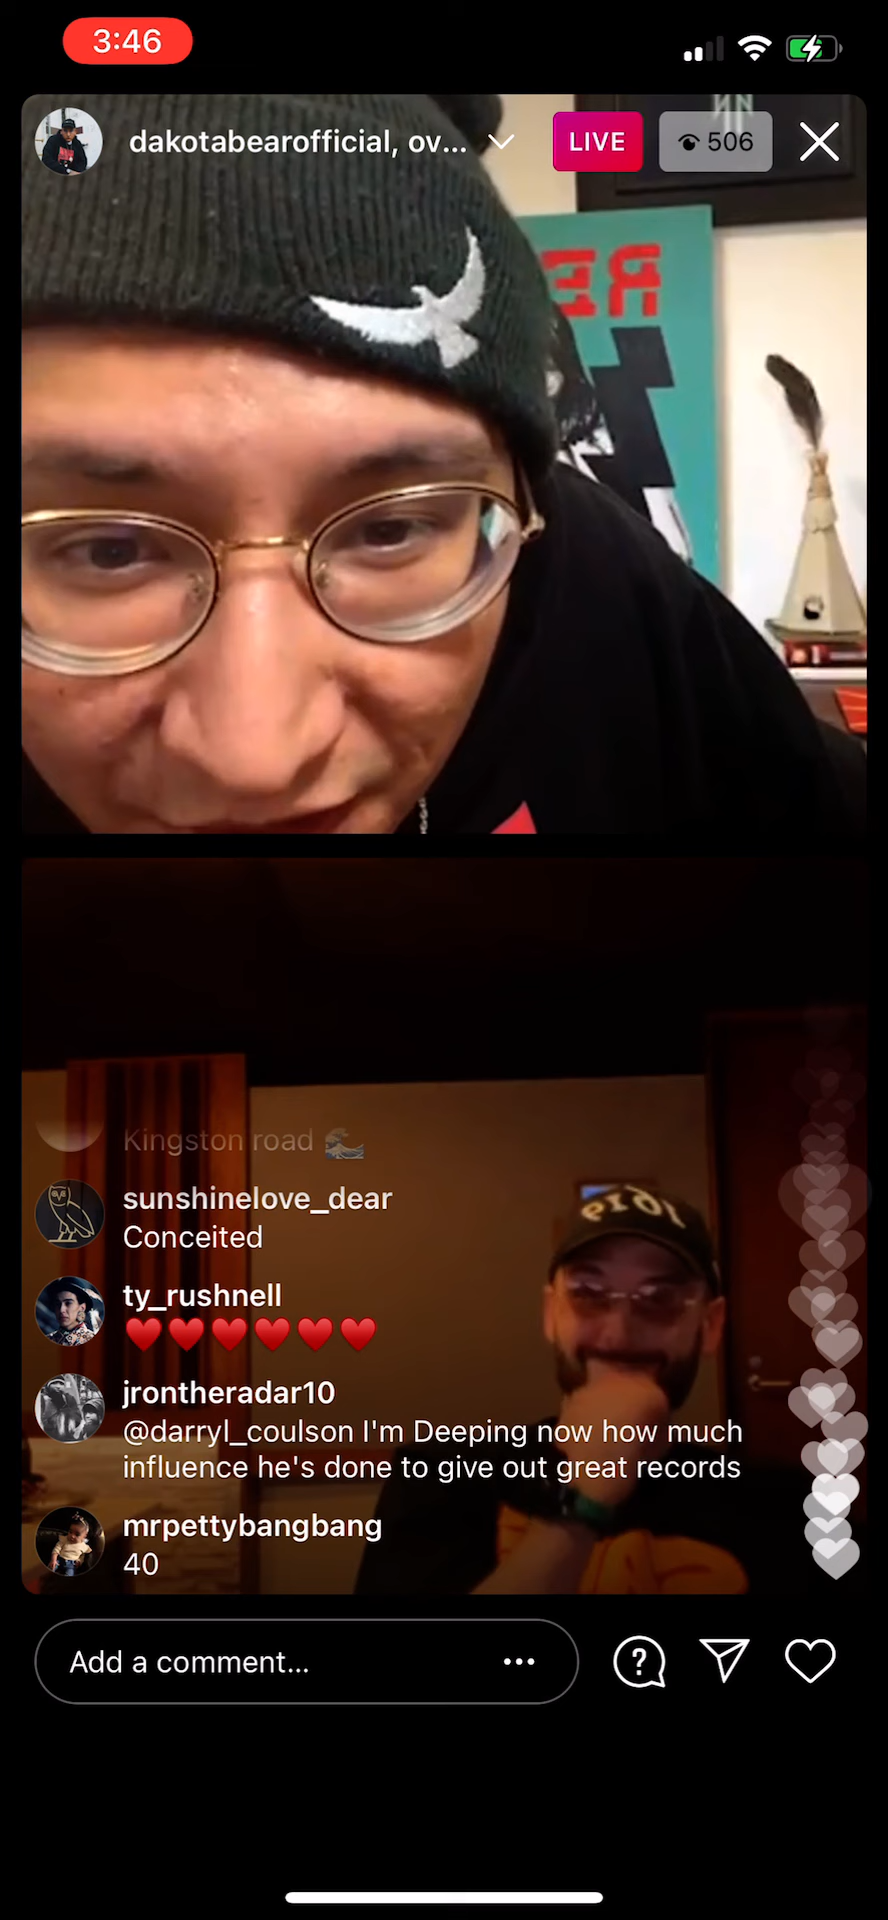 3:46
dakotabearofficial, ov...
LIVE
506
RE
Kingston road 🌊
sunshinelove_dear
Conceited
ty_rushnell
❤️❤️❤️❤️❤️❤️
jrontheradar10
@darryl_coulson I'm Deeping now how much
influence he's done to give out great records
mrpettybangbang
40
Add a comment...